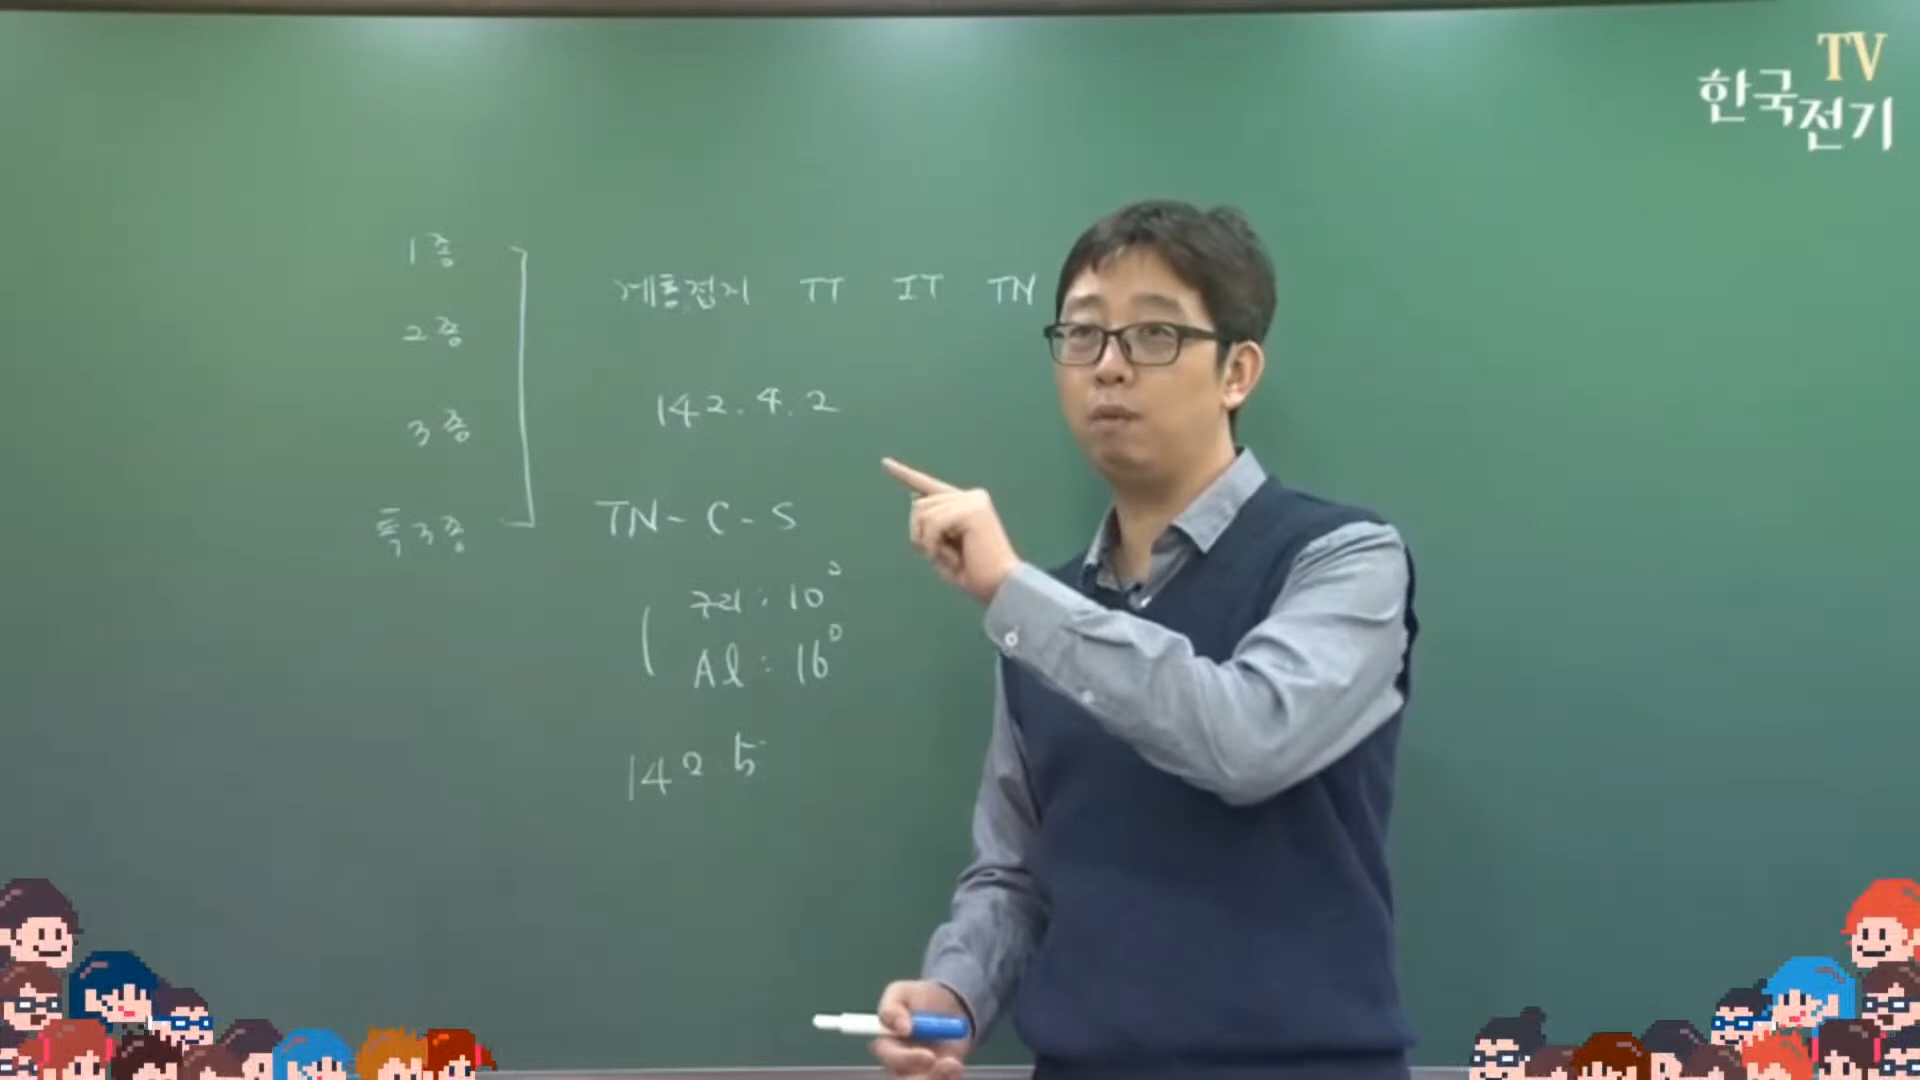 TV
한국전기
1종
2종
3종
특3종
계통접지 TT IT TN
142.4.2
TN-C-S
구리: 10□
Al: 16□
142.5